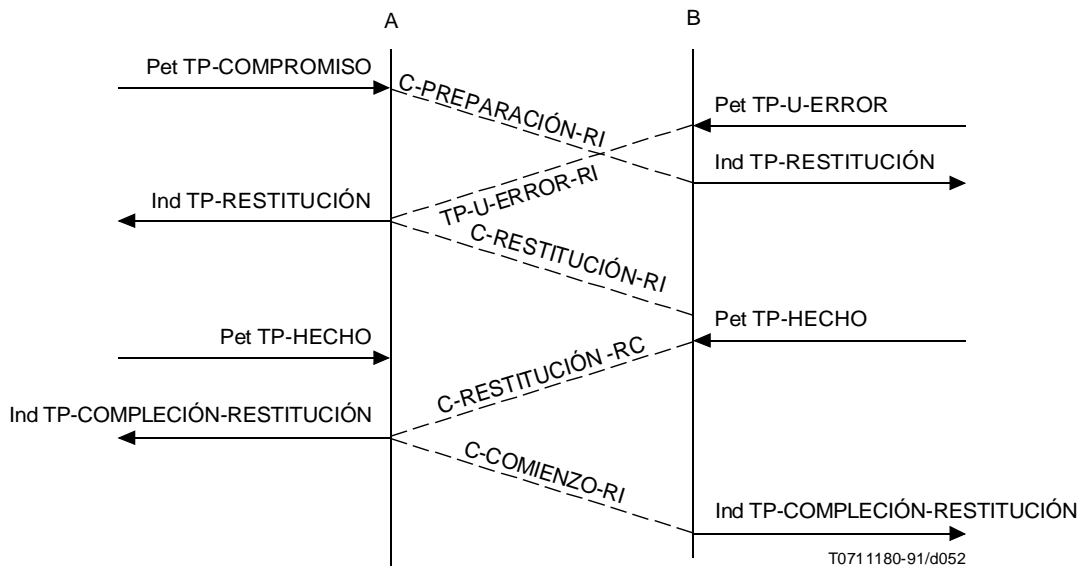 A
B
Pet TP-COMPROMISO
C-PREPARACIÓN-RI
Pet TP-U-ERROR
Ind TP-RESTITUCIÓN
Ind TP-RESTITUCIÓN
TP-U-ERROR-RI
C-RESTITUCIÓN-RI
Pet TP-HECHO
Pet TP-HECHO
C-RESTITUCIÓN -RC
Ind TP-COMPLECIÓN-RESTITUCIÓN
C-COMIENZO-RI
Ind TP-COMPLECIÓN-RESTITUCIÓN
T0711180-91/d052